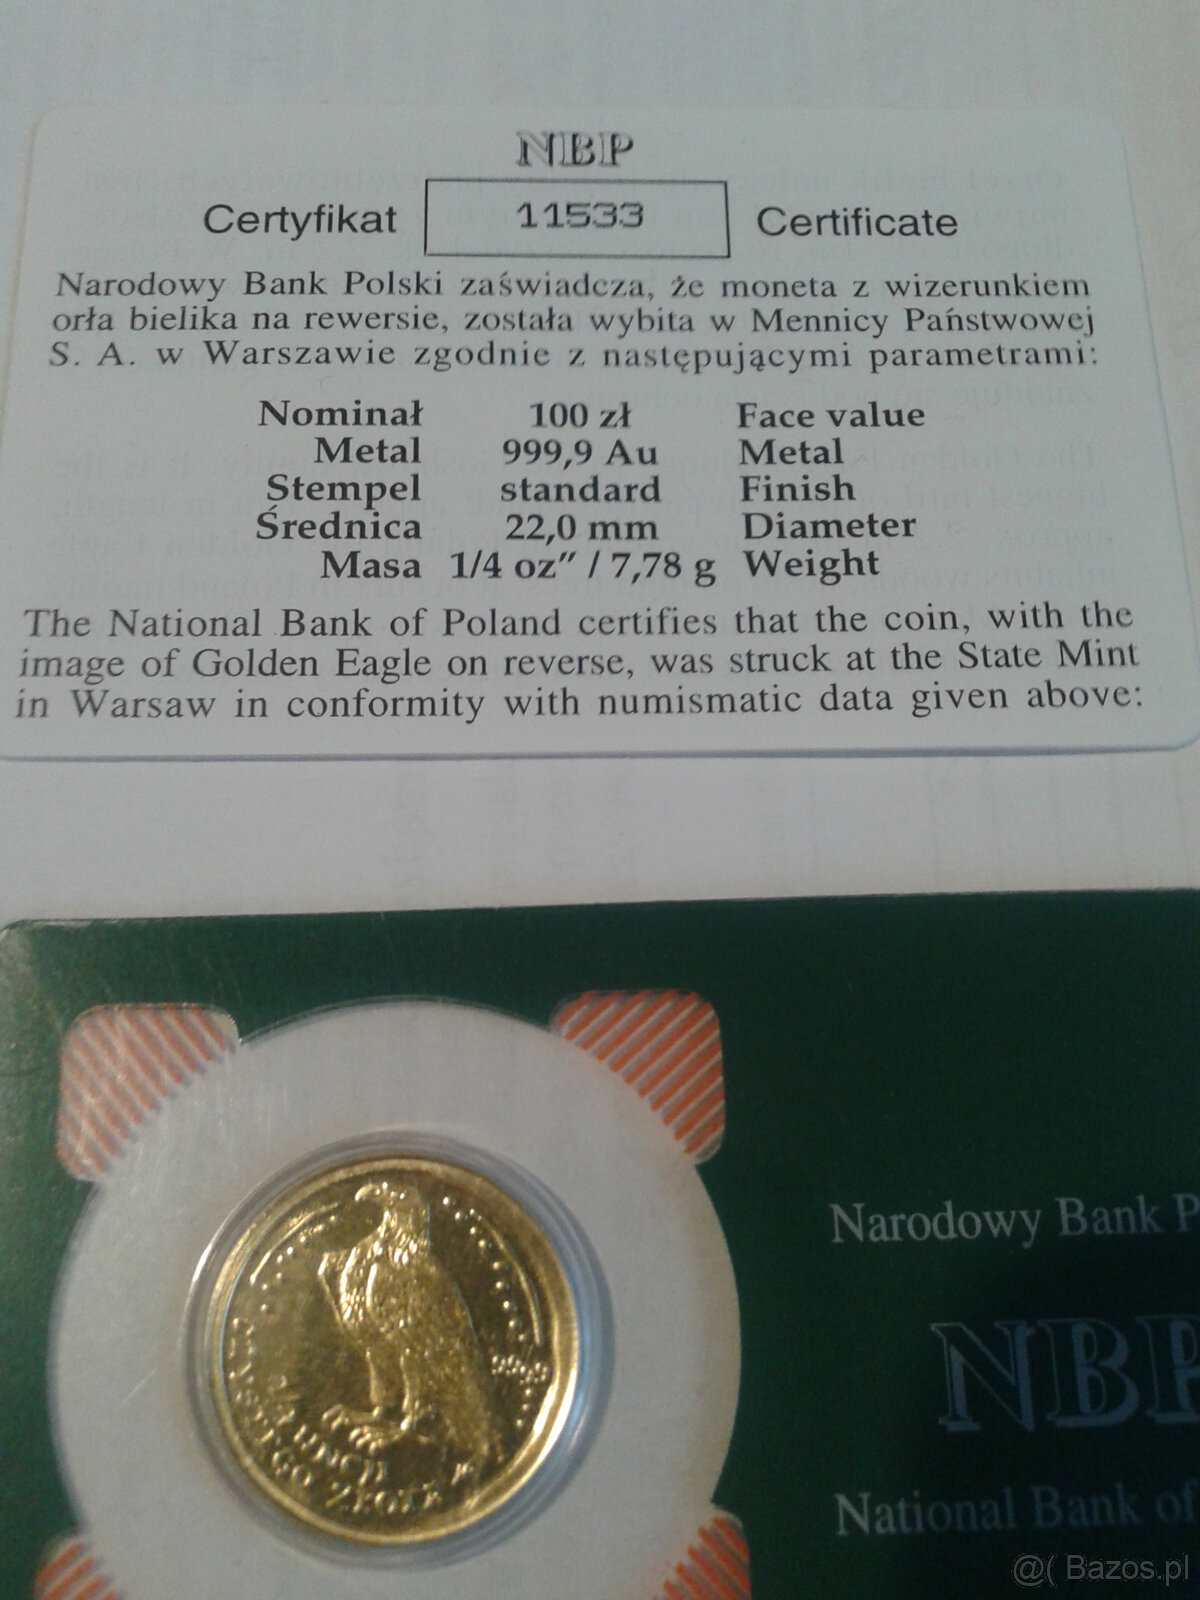 NBP
Certyfikat 11533 Certificate
Narodowy Bank Polski zaświadcza, że moneta z wizerunkiem
orła bielika na rewersie, została wybita w Mennicy Państwowej
S. A. w Warszawie zgodnie z następującymi parametrami:
Nominał 100 zł Face value
Metal 999,9 Au Metal
Stempel standard Finish
Średnica 22,0 mm Diameter
Masa 1/4 oz″ / 7,78 g Weight
The National Bank of Poland certifies that the coin, with the
image of Golden Eagle on reverse, was struck at the State Mint
in Warsaw in conformity with numismatic data given above:
Narodowy Bank P
NBP
National Bank of
9999
UNCJI
CZYSTEGO ZŁOTA
@( Bazos.pl